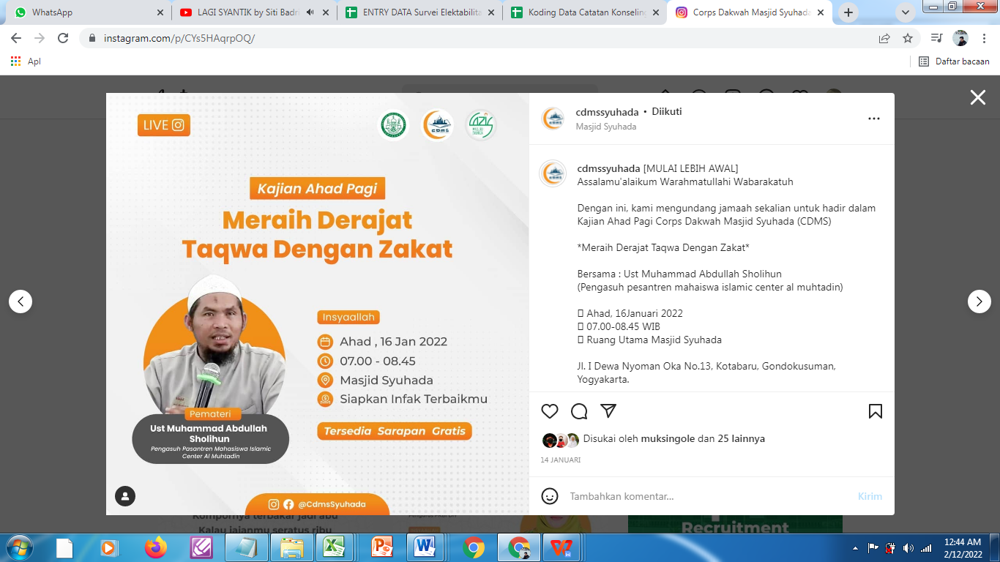 WhatsApp
LAGI SYANTIK by Siti Badri
ENTRY DATA Survei Elektabilita
Koding Data Catatan Konseling
Corps Dakwah Masjid Syuhada
instagram.com/p/CYs5HAqrpOQ/
Apl
Daftar bacaan
LIVE
CDMS
Kajian Ahad Pagi
Meraih Derajat
Taqwa Dengan Zakat
Insyaallah
Ahad , 16 Jan 2022
07.00 - 08.45
Masjid Syuhada
Siapkan Infak Terbaikmu
Tersedia Sarapan Gratis
Pemateri
Ust Muhammad Abdullah
Sholihun
Pengasuh Pasantren Mahasiswa Islamic
Center Al Muhtadin
@CdmsSyuhada
cdmssyuhada • Diikuti
Masjid Syuhada
cdmssyuhada [MULAI LEBIH AWAL]
Assalamu'alaikum Warahmatullahi Wabarakatuh
Dengan ini, kami mengundang jamaah sekalian untuk hadir dalam
Kajian Ahad Pagi Corps Dakwah Masjid Syuhada (CDMS)
*Meraih Derajat Taqwa Dengan Zakat*
Bersama : Ust Muhammad Abdullah Sholihun
(Pengasuh pesantren mahaiswa islamic center al muhtadin)
Ahad, 16Januari 2022
07.00-08.45 WIB
Ruang Utama Masjid Syuhada
Jl. I Dewa Nyoman Oka No.13, Kotabaru, Gondokusuman,
Yogyakarta.
Disukai oleh muksingole dan 25 lainnya
14 JANUARI
Tambahkan komentar...
Kirim
Kompornya terbakar jadi abu
Kalau jajanmu seratus ribu
Recruitment
12:44 AM
2/12/2022